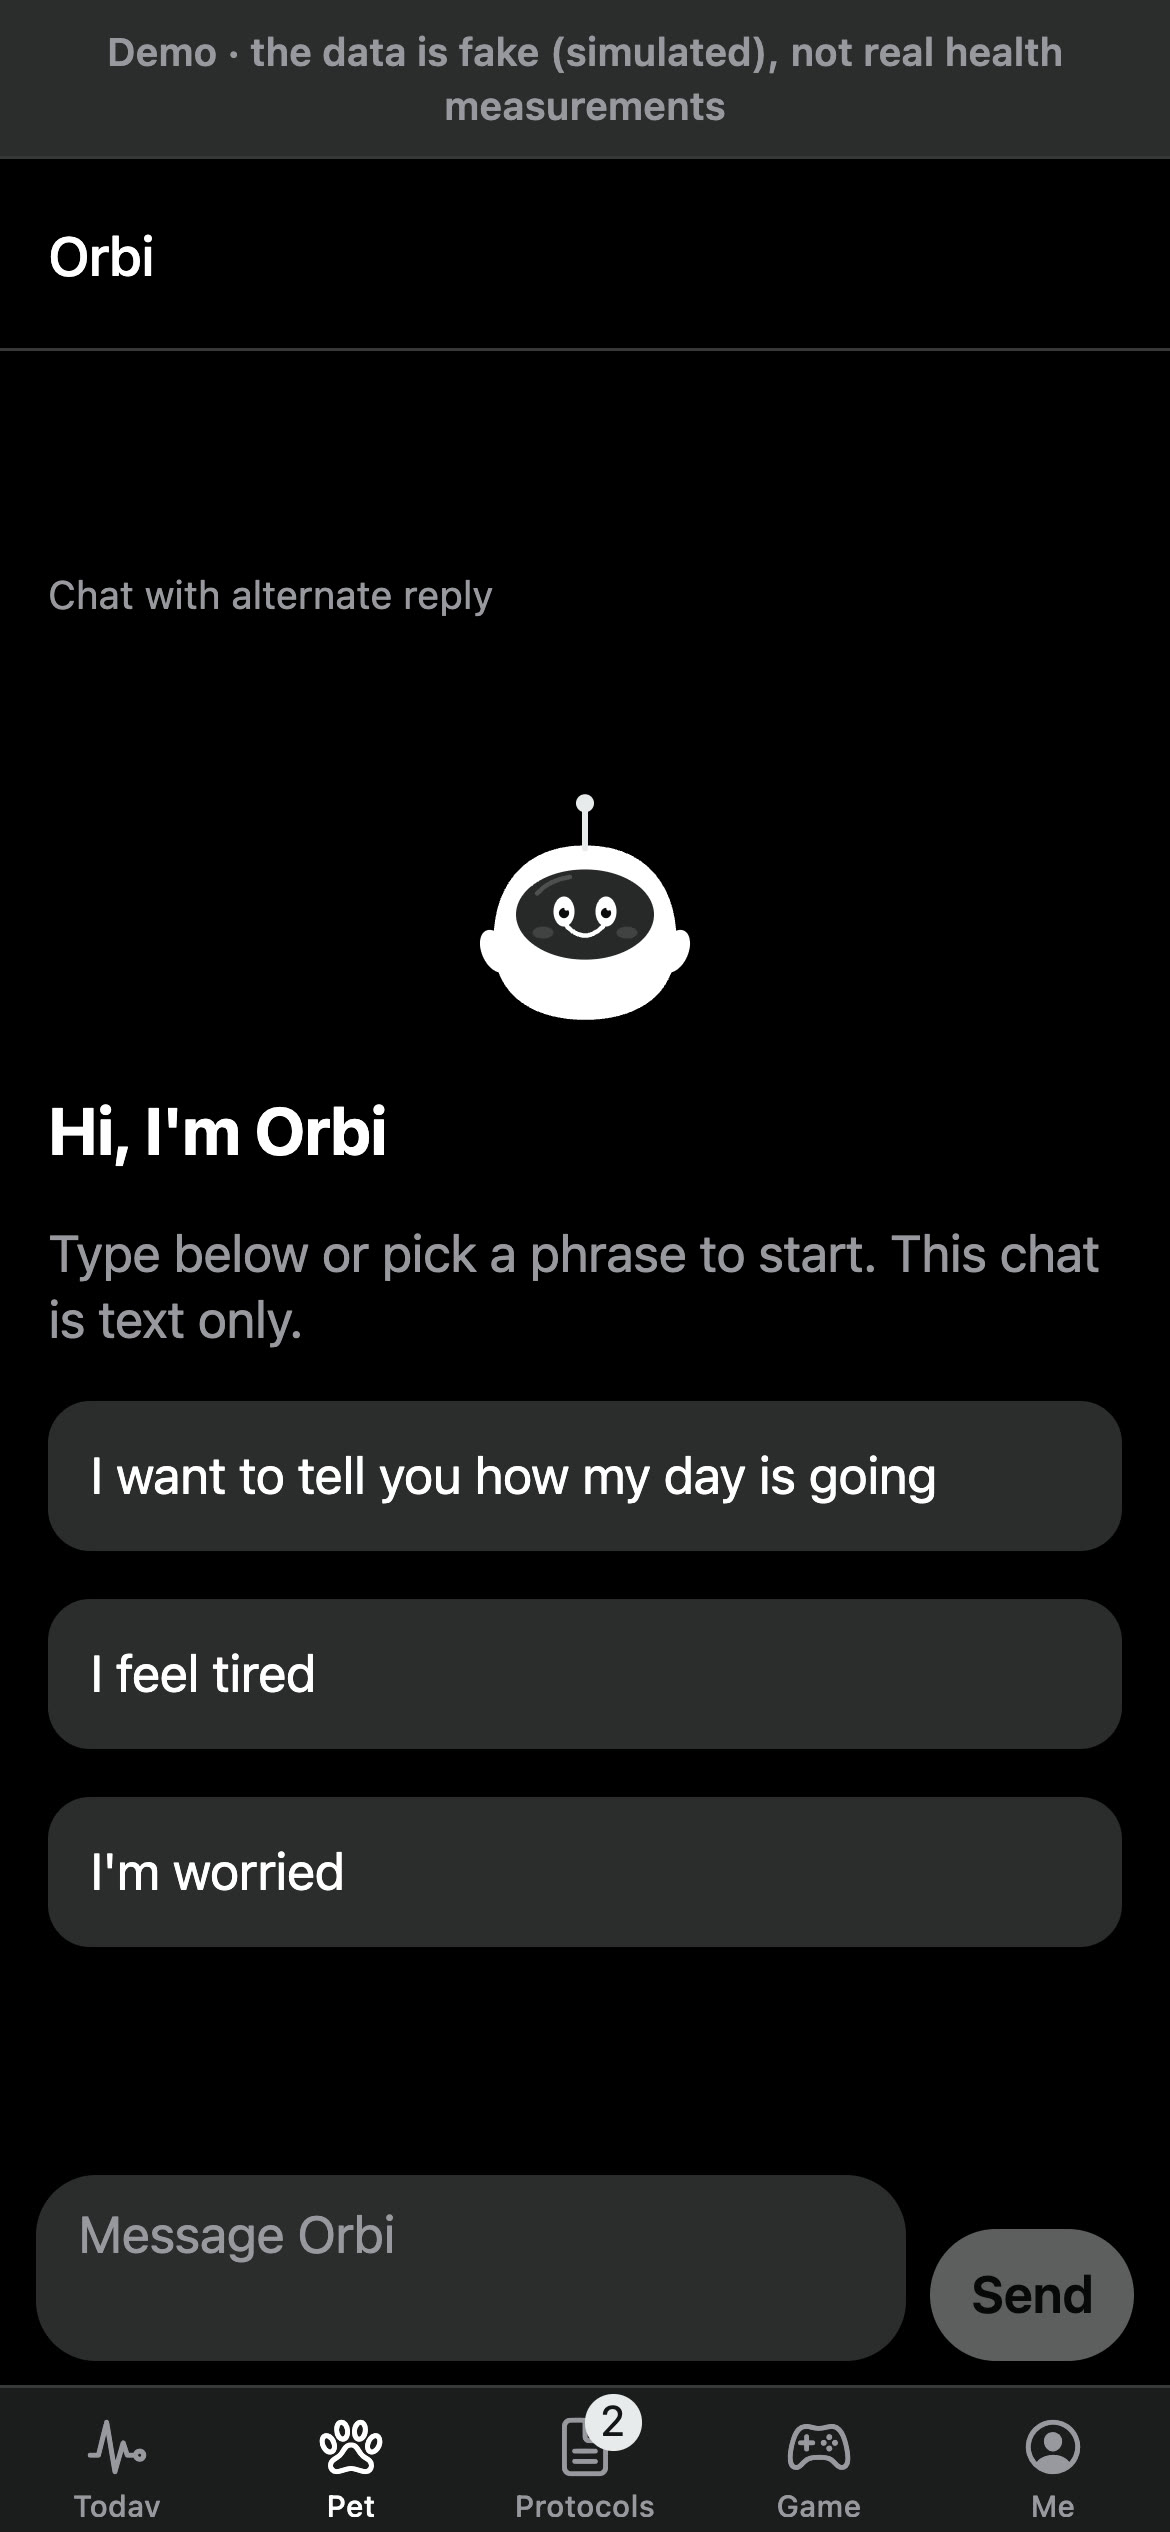 Demo · the data is fake (simulated), not real health
measurements
Orbi
Chat with alternate reply
Hi, I'm Orbi
Type below or pick a phrase to start. This chat
is text only.
I want to tell you how my day is going
I feel tired
I'm worried
Message Orbi
Send
2
Today
Pet
Protocols
Game
Me